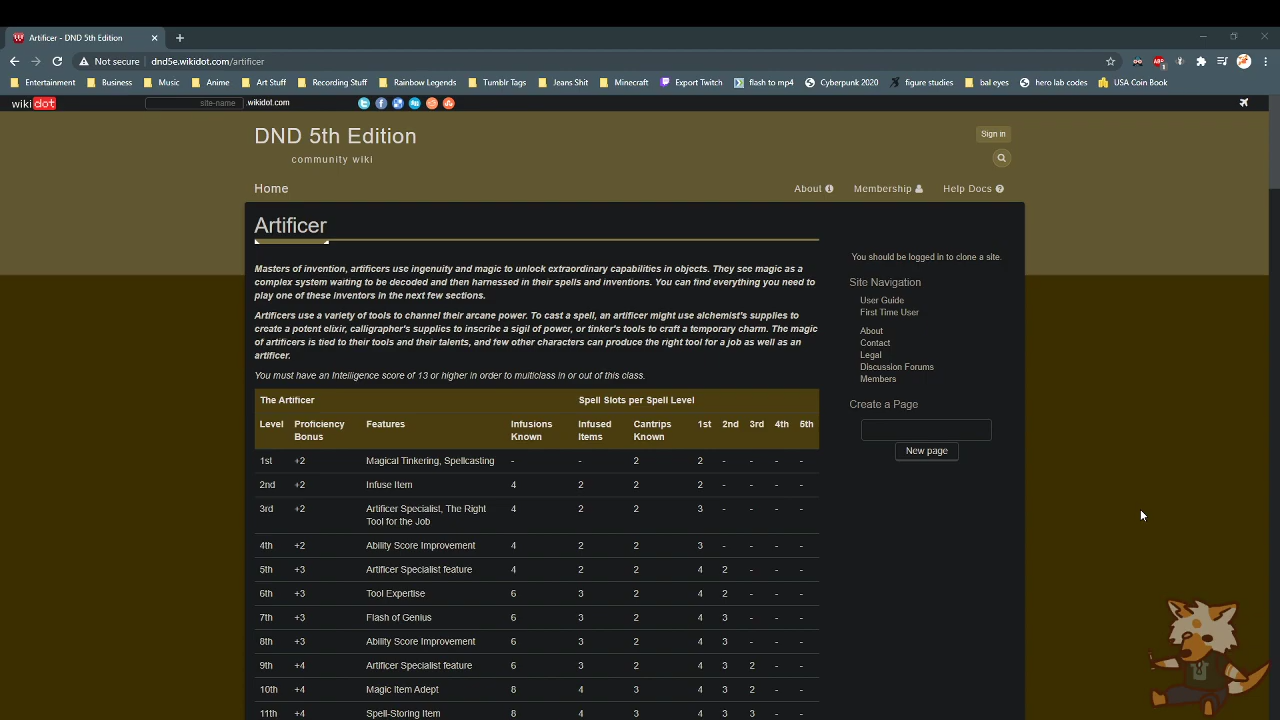 Artificer - DND 5th Edition
Not secure dnd5e.wikidot.com/artificer
Entertainment Business Music Anime Art Stuff Recording Stuff Rainbow Legends Tumblr Tags Jeans Shit Minecraft Export Twitch flash to mp4 Cyberpunk 2020 figure studies bal eyes hero lab codes USA Coin Book
wikidot site-name .wikidot.com
DND 5th Edition
community wiki
Sign in
Home About Membership Help Docs
Artificer
Masters of invention, artificers use ingenuity and magic to unlock extraordinary capabilities in objects. They see magic as a
complex system waiting to be decoded and then harnessed in their spells and inventions. You can find everything you need to
play one of these inventors in the next few sections.
Artificers use a variety of tools to channel their arcane power. To cast a spell, an artificer might use alchemist's supplies to
create a potent elixir, calligrapher's supplies to inscribe a sigil of power, or tinker's tools to craft a temporary charm. The magic
of artificers is tied to their tools and their talents, and few other characters can produce the right tool for a job as well as an
artificer.
You must have an Intelligence score of 13 or higher in order to multiclass in or out of this class.
The Artificer Spell Slots per Spell Level
Level Proficiency Bonus Features Infusions Known Infused Items Cantrips Known 1st 2nd 3rd 4th 5th
1st +2 Magical Tinkering, Spellcasting - - 2 2 - - - -
2nd +2 Infuse Item 4 2 2 2 - - - -
3rd +2 Artificer Specialist, The Right Tool for the Job 4 2 2 3 - - - -
4th +2 Ability Score Improvement 4 2 2 3 - - - -
5th +3 Artificer Specialist feature 4 2 2 4 2 - - -
6th +3 Tool Expertise 6 3 2 4 2 - - -
7th +3 Flash of Genius 6 3 2 4 3 - - -
8th +3 Ability Score Improvement 6 3 2 4 3 - - -
9th +4 Artificer Specialist feature 6 3 2 4 3 2 - -
10th +4 Magic Item Adept 8 4 3 4 3 2 - -
11th +4 Spell-Storing Item 8 4 3 4 3 3 - -
You should be logged in to clone a site.
Site Navigation
User Guide
First Time User
About
Contact
Legal
Discussion Forums
Members
Create a Page
New page